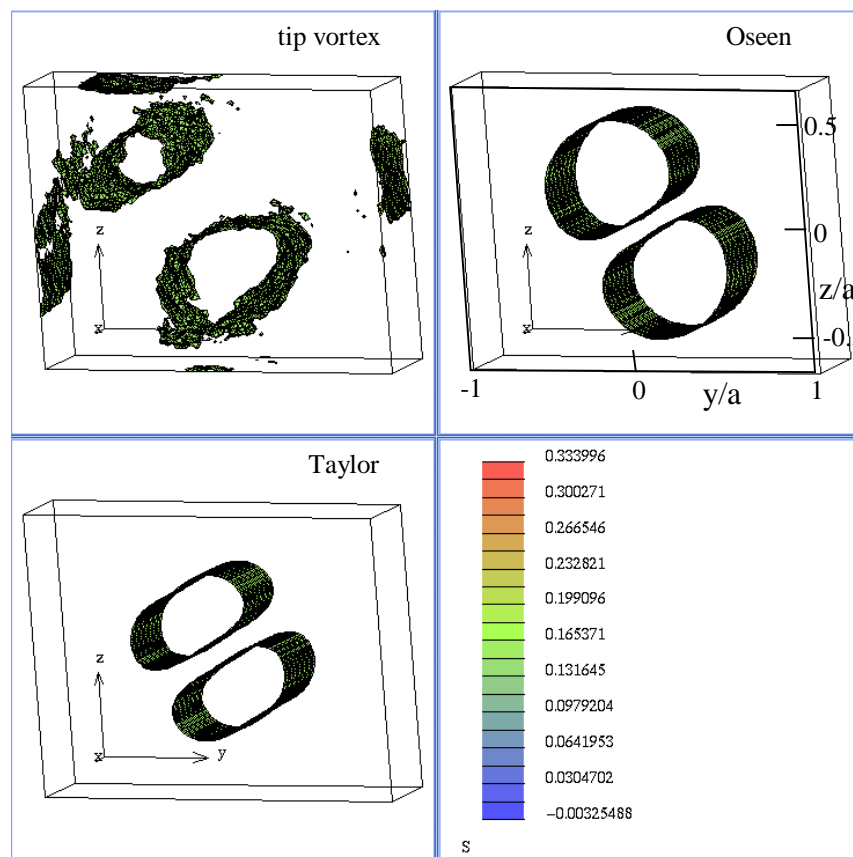 tip vortex
z
x
Oseen
0.5
z
0
z/a
x
-0.
-1
0
1
y/a
Taylor
z
x
y
0.333996
0.300271
0.266546
0.232821
0.199096
0.165371
0.131645
0.0979204
0.0641953
0.0304702
-0.00325488
s